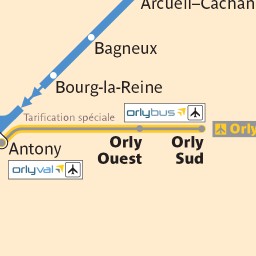 Arcueil–Cachan
Bagneux
Bourg-la-Reine
orlybus
Tarification spéciale
Orly
Antony
Orly Ouest
Orly Sud
orlyval